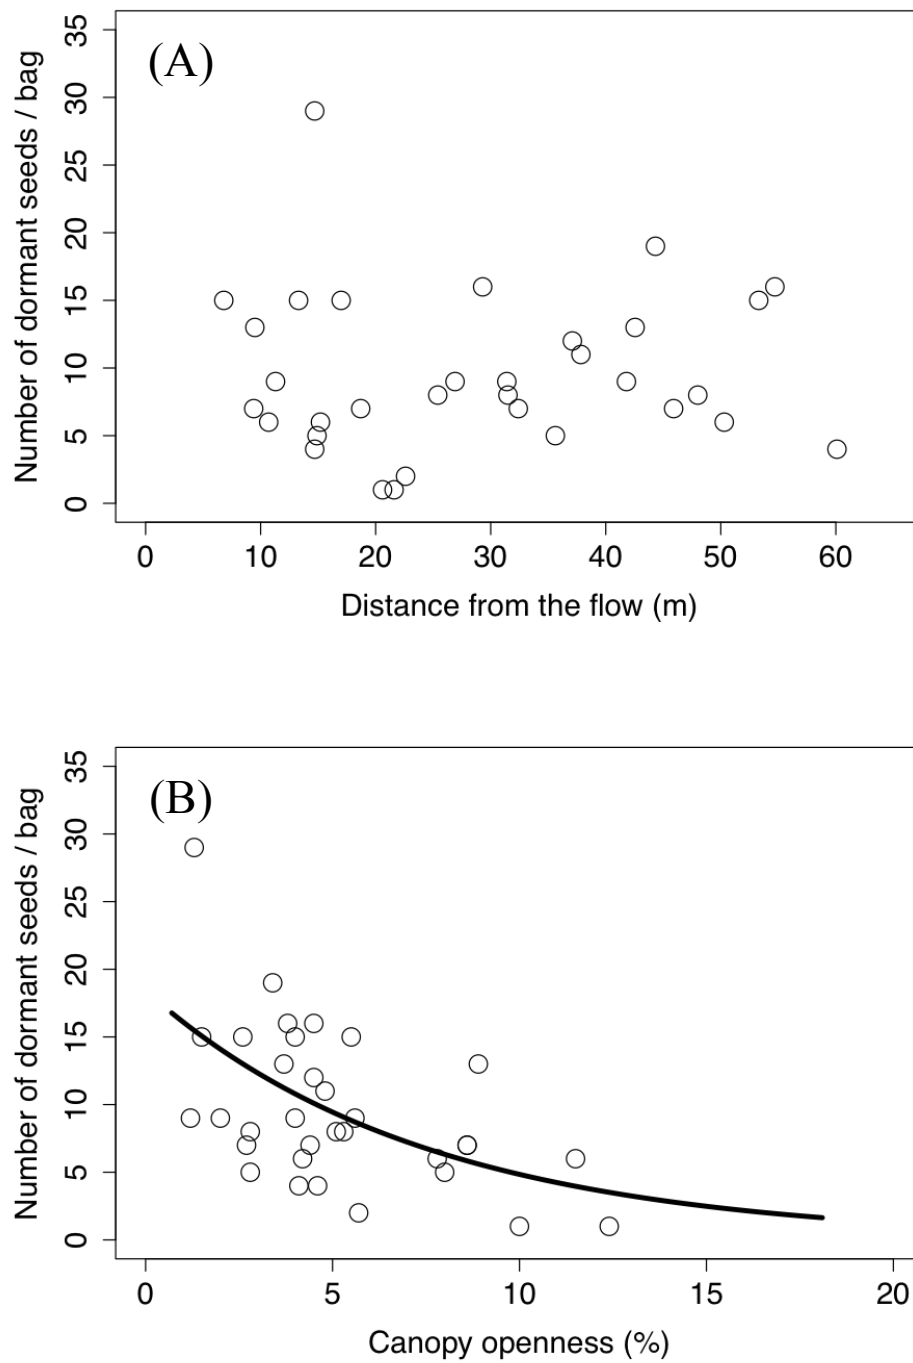 (A)
Number of dormant seeds / bag
35
30
25
20
15
10
5
0
0 10 20 30 40 50 60
Distance from the flow (m)
(B)
Number of dormant seeds / bag
35
30
25
20
15
10
5
0
0 5 10 15 20
Canopy openness (%)